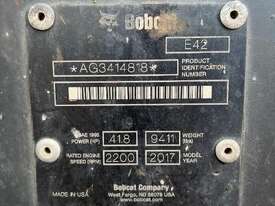 Bobcat
E42
*AG3414818*
PRODUCT
IDENTIFICATION
NUMBER
SAE 1995
POWER (HP)
41.8
9411
WEIGHT
(lbs)
RATED ENGINE
SPEED (RPM)
2200
2017
MODEL
YEAR
MADE IN USA
Bobcat Company
West Fargo, ND 58078 USA
www.bobcat.com